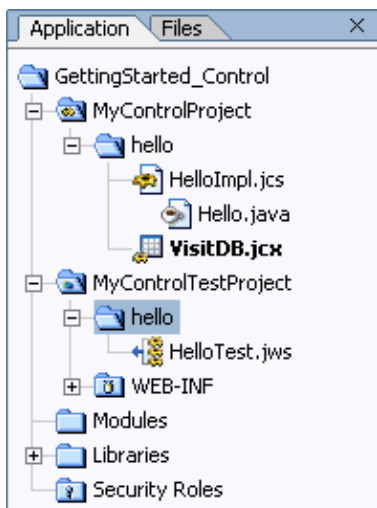 Application Files
GettingStarted_Control
MyControlProject
hello
HelloImpl.jcs
Hello.java
VisitDB.jcx
MyControlTestProject
hello
HelloTest.jws
WEB-INF
Modules
Libraries
Security Roles